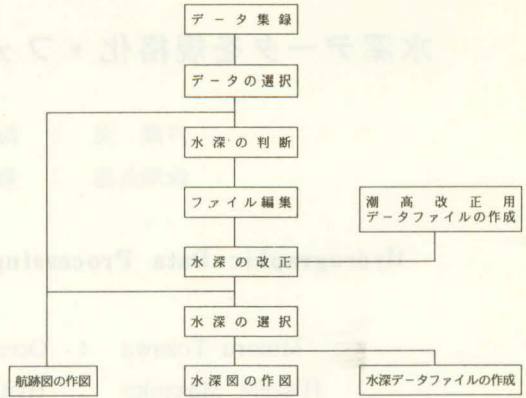 データ集録
データの選択
水深の判断
ファイル編集
潮高改正用
データファイルの作成
水深の改正
水深の選択
航跡図の作図
水深図の作図
水深データファイルの作成